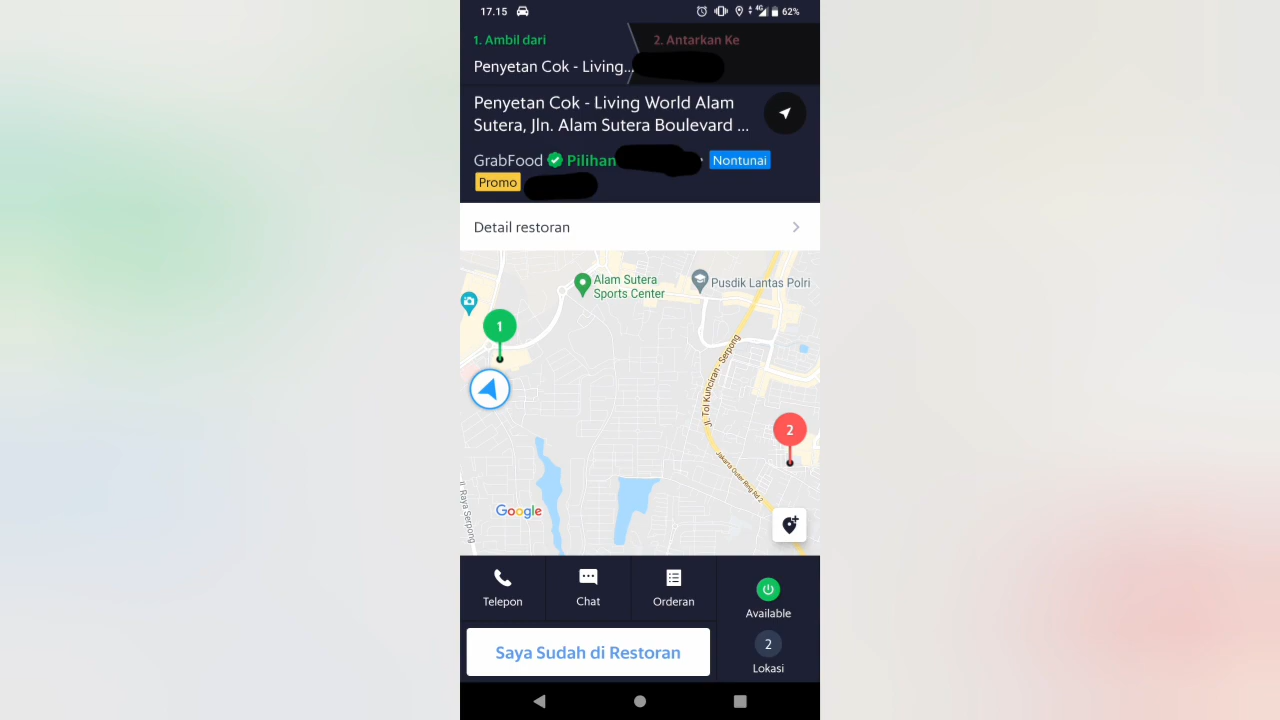 17.15
4G
62%
1. Ambil dari
2. Antarkan Ke
Penyetan Cok - Living...
Penyetan Cok - Living World Alam
Sutera, Jln. Alam Sutera Boulevard ...
GrabFood Pilihan Nontunai
Promo
Detail restoran
Alam Sutera
Sports Center
Pusdik Lantas Polri
1
Jl. Tol Kunciran - Serpong
2
Jakarta Outer Ring Rd 2
Jl. Raya Serpong
Google
Telepon
Chat
Orderan
Available
Saya Sudah di Restoran
2
Lokasi